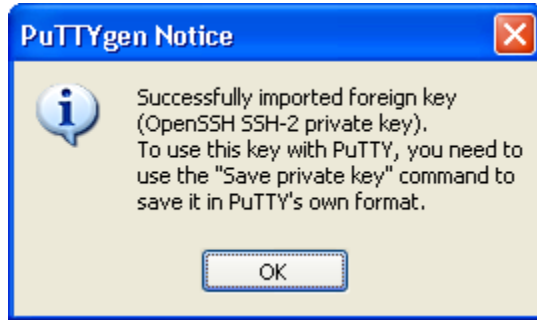 PuTTYgen Notice
Successfully imported foreign key
(OpenSSH SSH-2 private key).
To use this key with PuTTY, you need to
use the "Save private key" command to
save it in PuTTY's own format.
OK